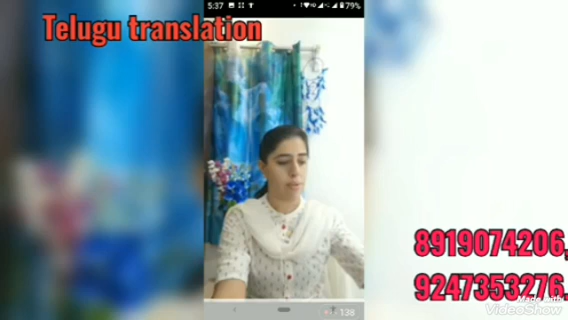 Telugu translation
5:37
79%
8919074206,
9247353276,
138
Made with
VideoShow